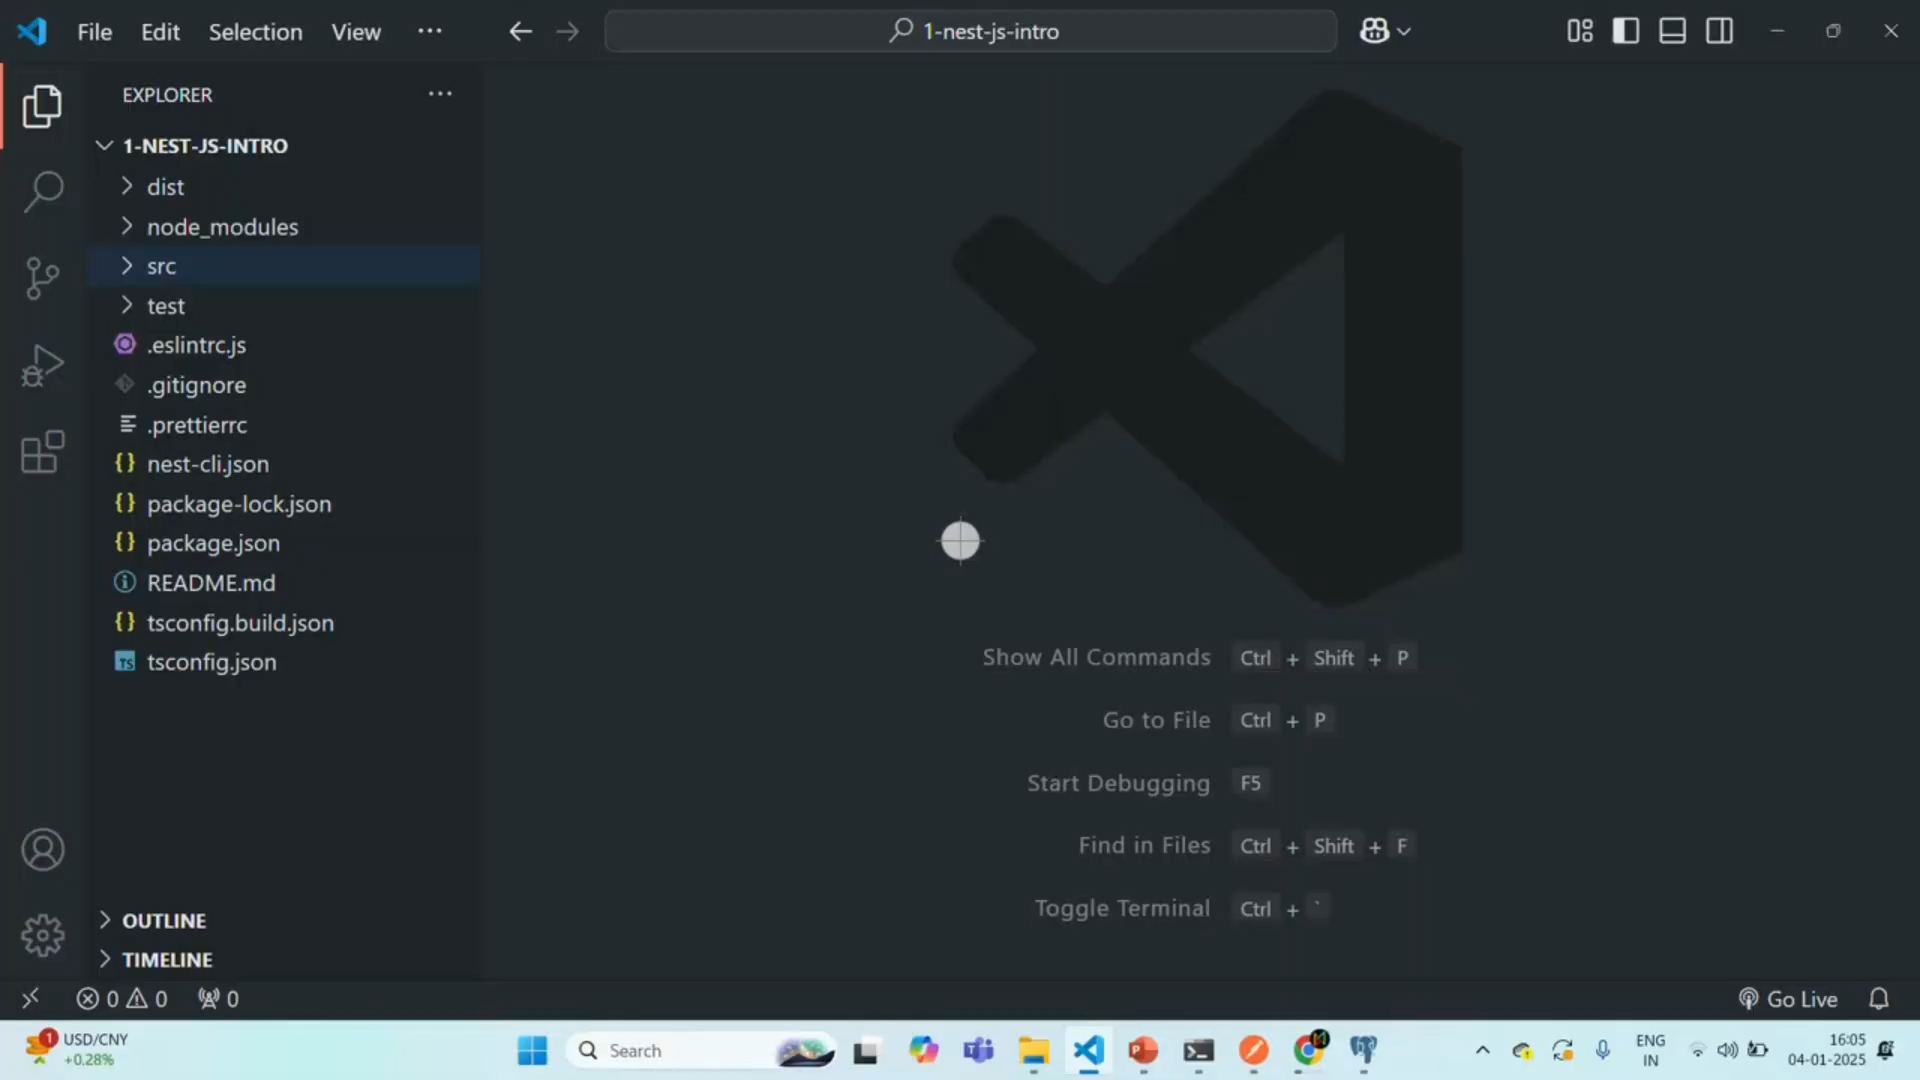 File Edit Selection View ···
1-nest-js-intro
EXPLORER ···
1-NEST-JS-INTRO
dist
node_modules
src
test
.eslintrc.js
.gitignore
.prettierrc
{} nest-cli.json
{} package-lock.json
{} package.json
README.md
{} tsconfig.build.json
TS tsconfig.json
Show All Commands Ctrl + Shift + P
Go to File Ctrl + P
Start Debugging F5
Find in Files Ctrl + Shift + F
Toggle Terminal Ctrl + `
OUTLINE
TIMELINE
0 0 0
Go Live
1 USD/CNY
+0.28%
Search
ENG
IN
16:05
04-01-2025